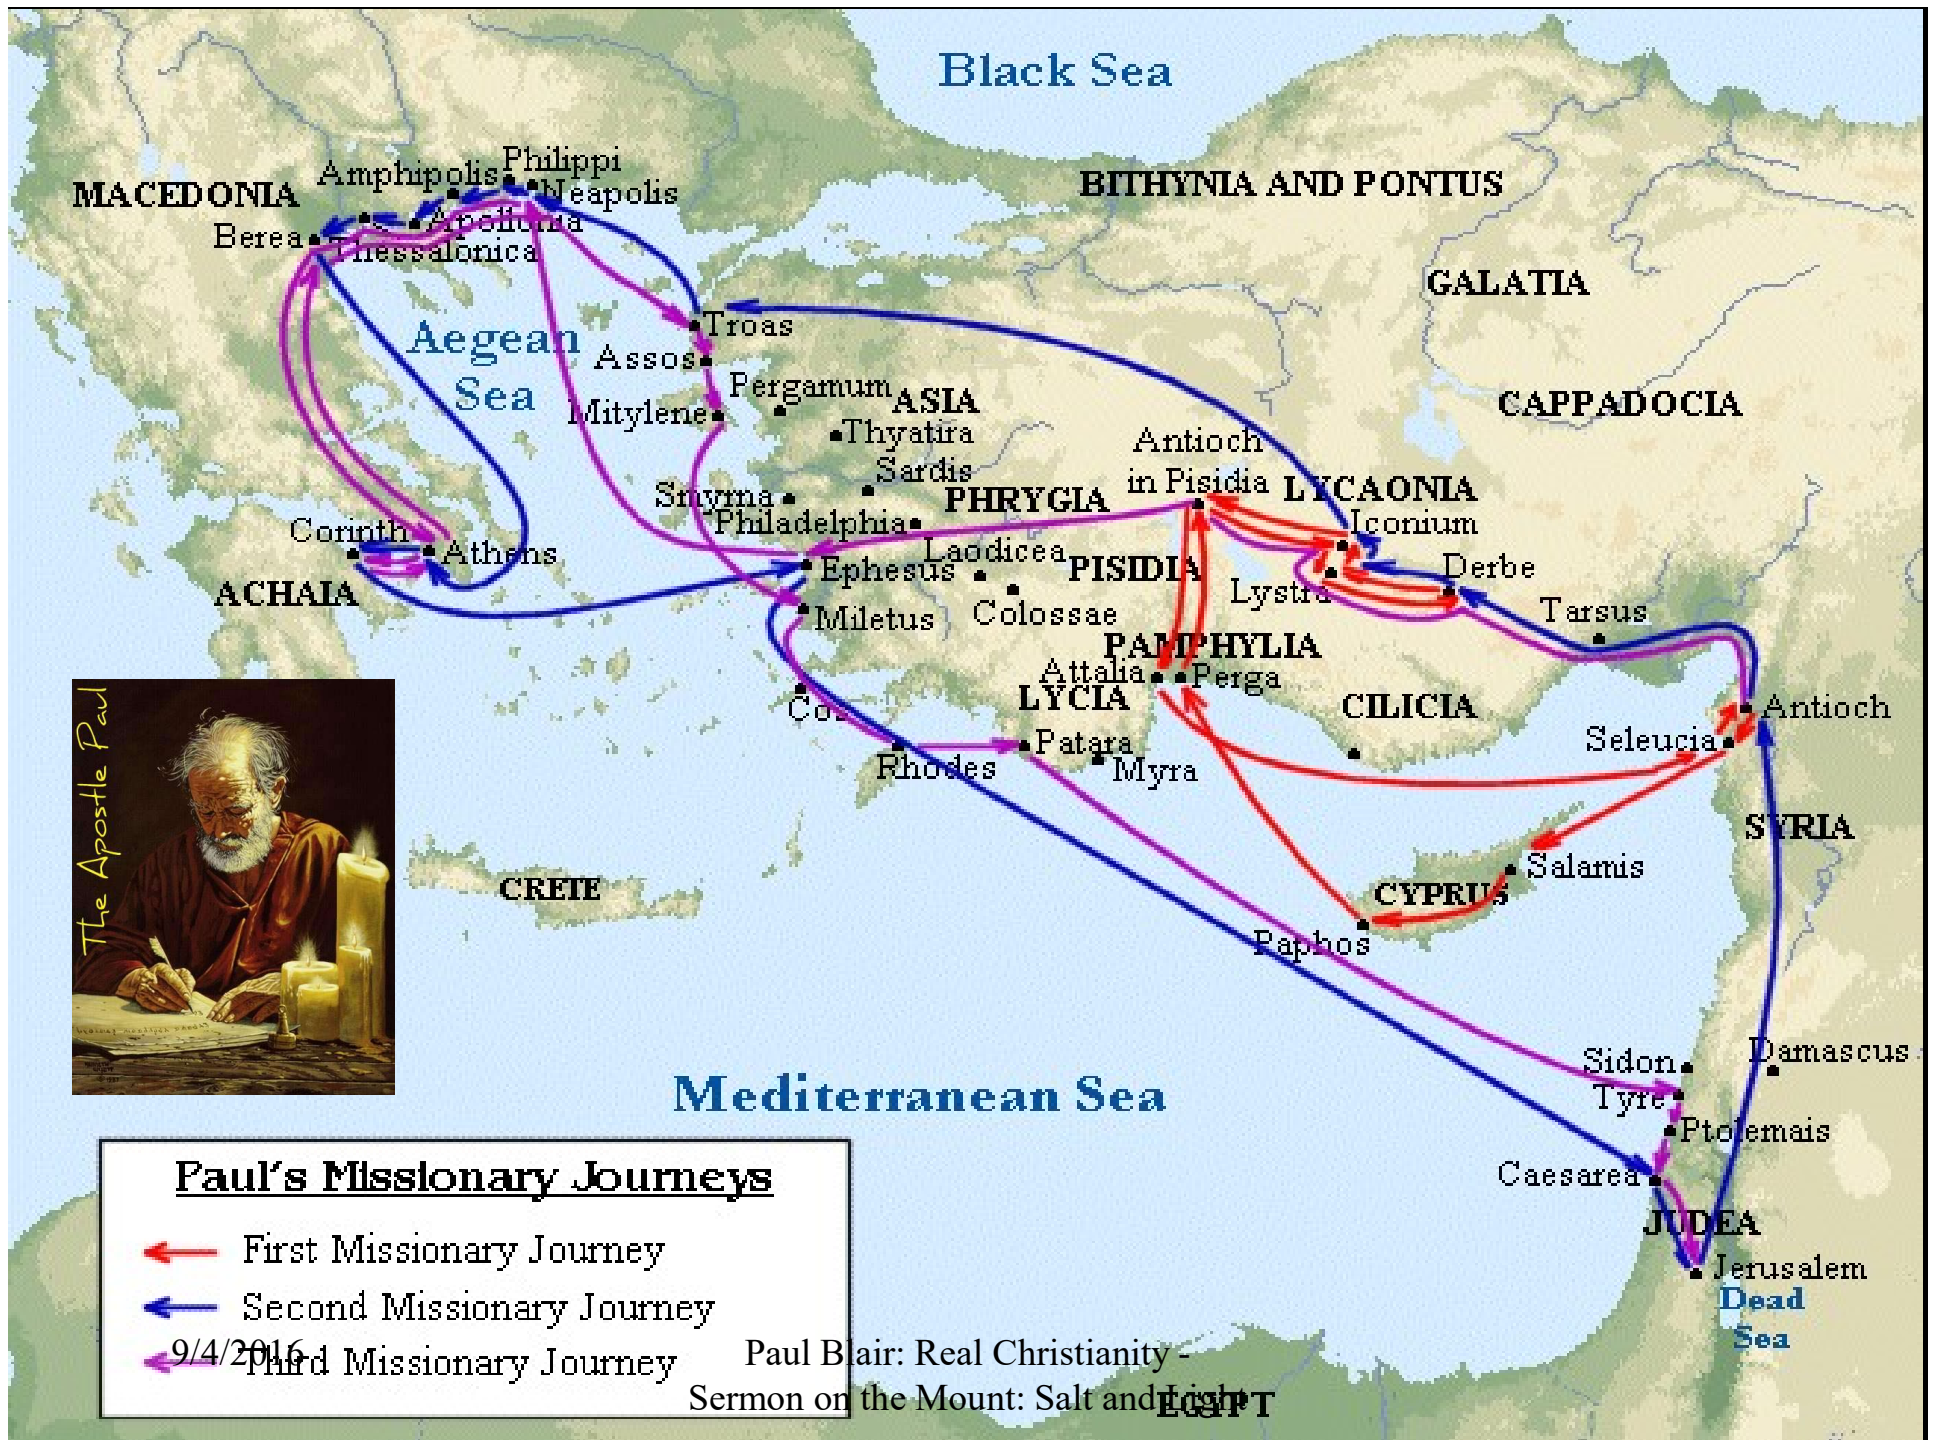 Black Sea
Philippi
Amphipolis
Neapolis
MACEDONIA
BITHYNIA AND PONTUS
Apollonia
Berea
Thessalonica
GALATIA
Aegean
Sea
Troas
Assos
Pergamum
ASIA
CAPPADOCIA
Mitylene
Thyatira
Antioch
in Pisidia
Sardis
LYCAONIA
Smyrna
PHRYGIA
Philadelphia
Iconium
Corinth
Athens
Laodicea
Ephesus
PISIDIA
Derbe
ACHAIA
Lystra
Colossae
Tarsus
Miletus
PAMPHYLIA
Attalia
Perga
LYCIA
CILICIA
Antioch
Cos
Seleucia
Patara
Rhodes
Myra
The Apostle Paul
SYRIA
Salamis
CRETE
CYPRUS
Paphos
Damascus
Sidon
Tyre
Mediterranean Sea
Ptolemais
Caesarea
JUDEA
Jerusalem
Dead
Sea
Paul's Missionary Journeys
First Missionary Journey
Second Missionary Journey
Third Missionary Journey
9/4/2016
Paul Blair: Real Christianity -
Sermon on the Mount: Salt and Light
EGYPT